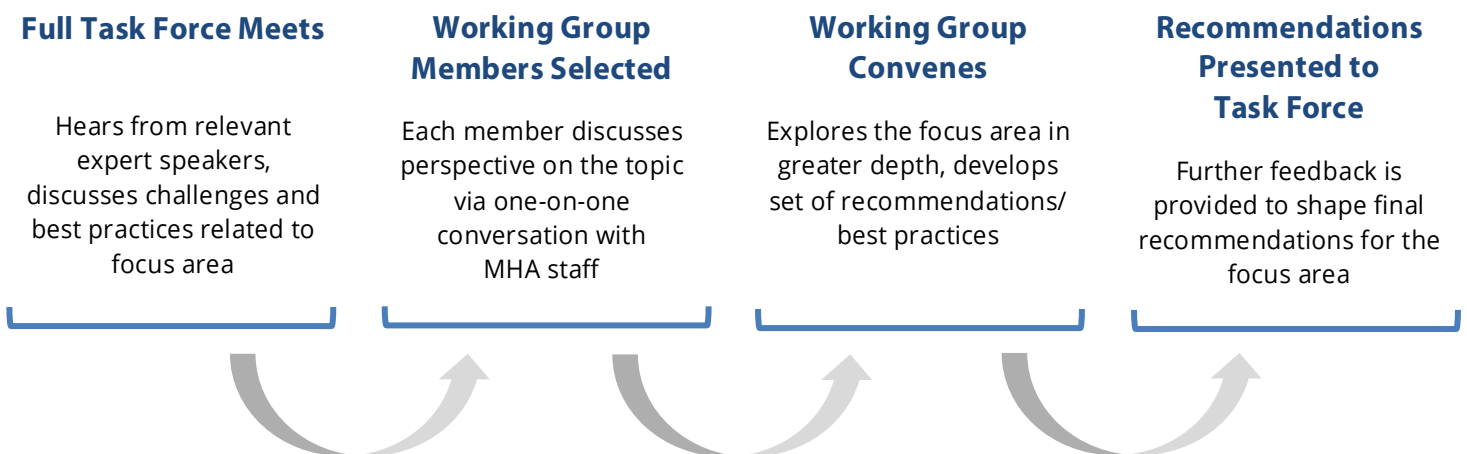 Full Task Force Meets
Hears from relevant
expert speakers,
discusses challenges and
best practices related to
focus area
Working Group
Members Selected
Each member discusses
perspective on the topic
via one-on-one
conversation with
MHA staff
Working Group
Convenes
Explores the focus area in
greater depth, develops
set of recommendations/
best practices
Recommendations
Presented to
Task Force
Further feedback is
provided to shape final
recommendations for the
focus area